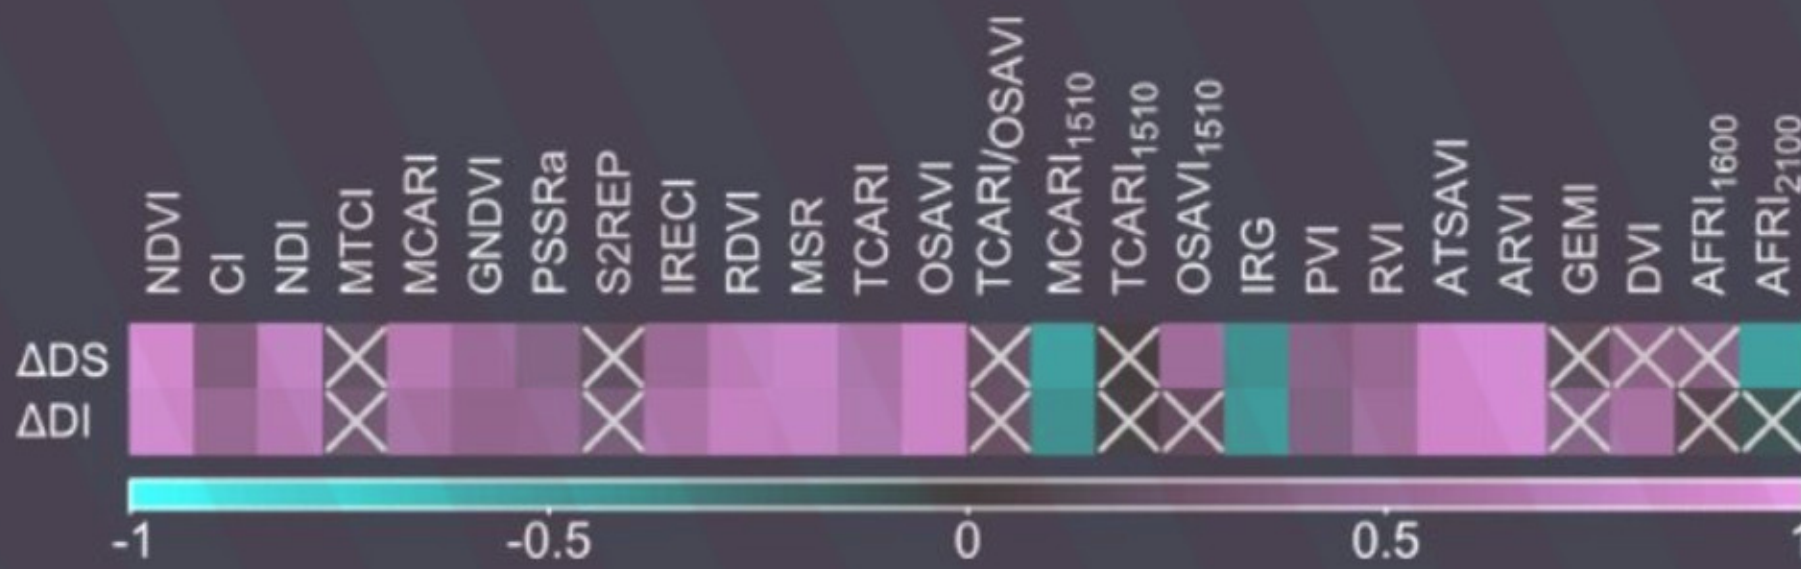 NDVI
CI
NDI
MTCI
MCARI
GNDVI
PSSRa
S2REP
IRECI
RDVI
MSR
TCARI
OSAVI
TCARI/OSAVI
MCARI1510
TCARI1510
OSAVI1510
IRG
PVI
RVI
ATSAVI
ARVI
GEMI
DVI
AFRI1600
AFRI2100
ΔDS
ΔDI
-1 -0.5 0 0.5 1